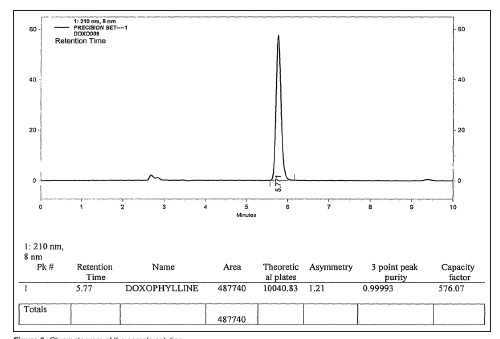 1: 210 nm, 8 nm
PRECISION SET----1
DOXO009
Retention Time
60 60
40 40
20 20
0 0
5.771
0 1 2 3 4 5 6 7 8 9 10
Minutes
1: 210 nm,
8 nm
Pk # Retention Time Name Area Theoretic al plates Asymmetry 3 point peak purity Capacity factor
1 5.77 DOXOPHYLLINE 487740 10040.83 1.21 0.99993 576.07
Totals
487740